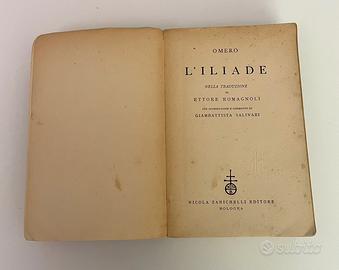 OMERO
L'ILIADE
NELLA TRADUZIONE
DI
ETTORE ROMAGNOLI
CON INTRODUZIONE E COMMENTO DI
GIAMBATTISTA SALINARI
NICOLA ZANICHELLI EDITORE
BOLOGNA
subito